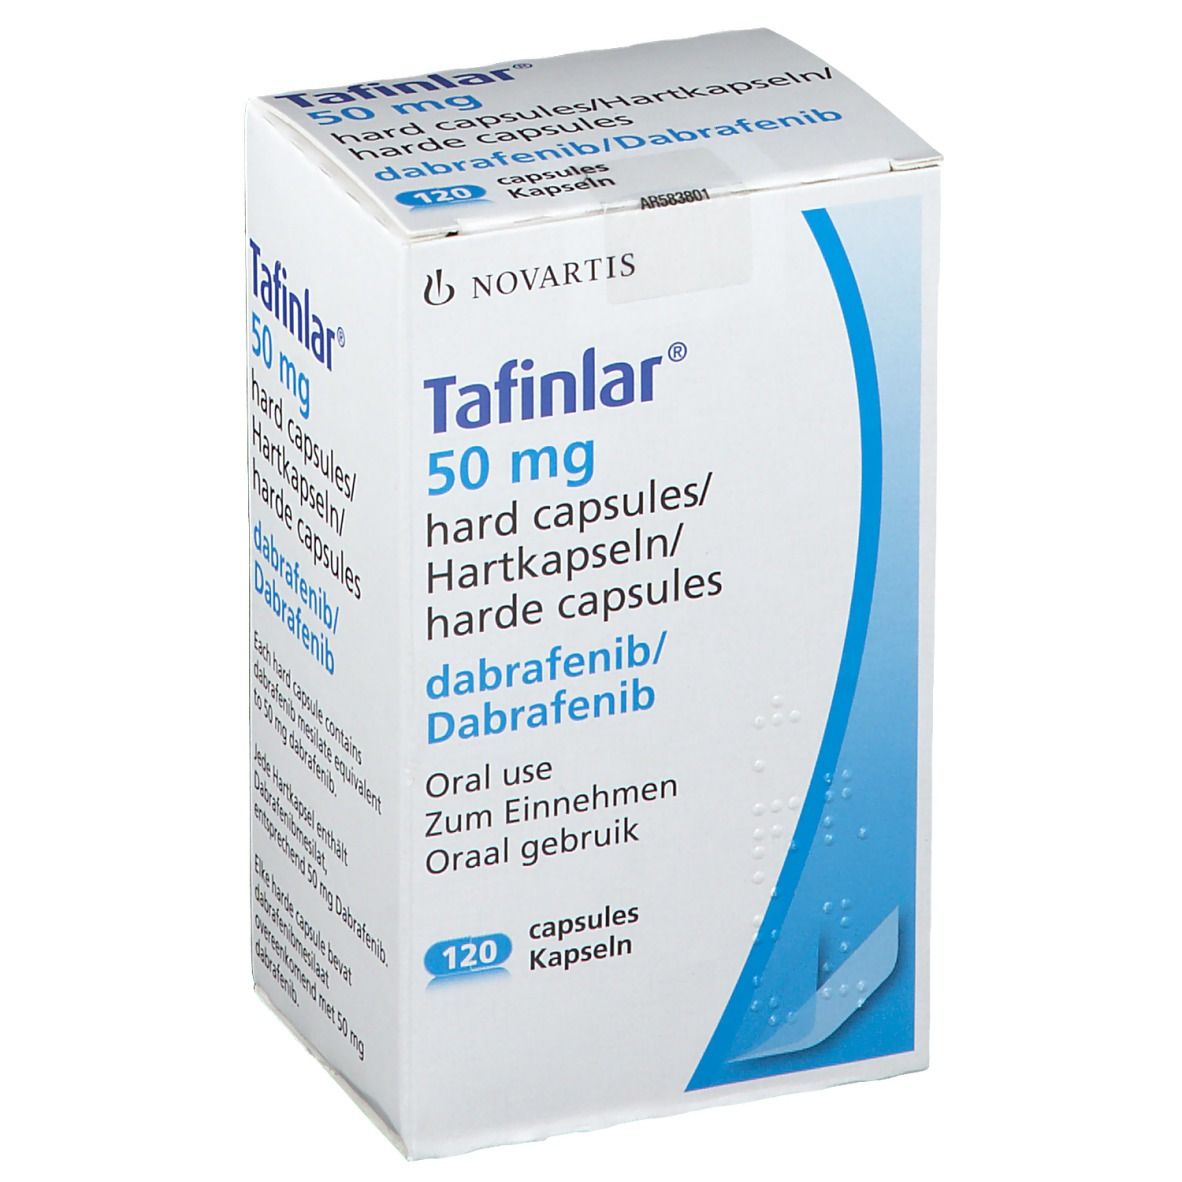 Tafinlar®
50 mg
hard capsules/Hartkapseln/
harde capsules
dabrafenib/Dabrafenib
120 capsules
Kapseln
AR583801
NOVARTIS
Tafinlar®
50 mg
hard capsules/
Hartkapseln/
harde capsules
dabrafenib/
Dabrafenib
Oral use
Zum Einnehmen
Oraal gebruik
120 capsules
Kapseln
Tafinlar®
50 mg
hard capsules/
Hartkapseln/
harde capsules
dabrafenib/
Dabrafenib
Each hard capsule contains
dabrafenib mesilate equivalent
to 50 mg dabrafenib.
Jede Hartkapsel enthält
Dabrafenibmesilat,
entsprechend 50 mg Dabrafenib.
Elke harde capsule bevat
dabrafenibmesilaat
overeenkomend met 50 mg
dabrafenib.